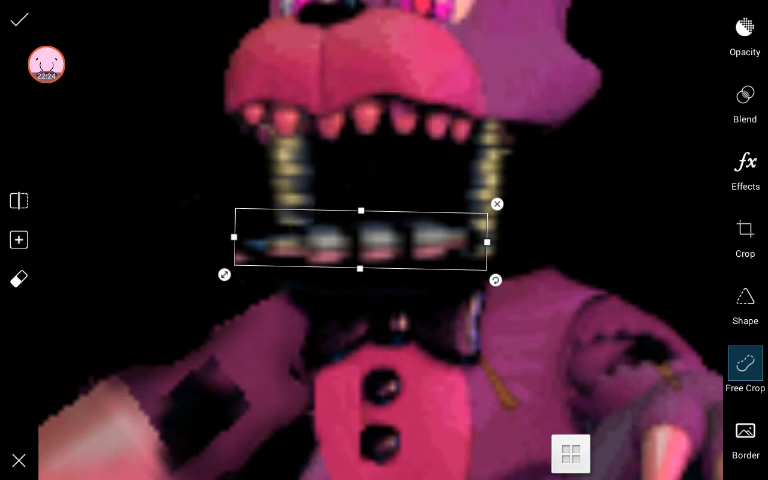 22:24
Opacity
Blend
fx
Effects
Crop
Shape
Free Crop
Border